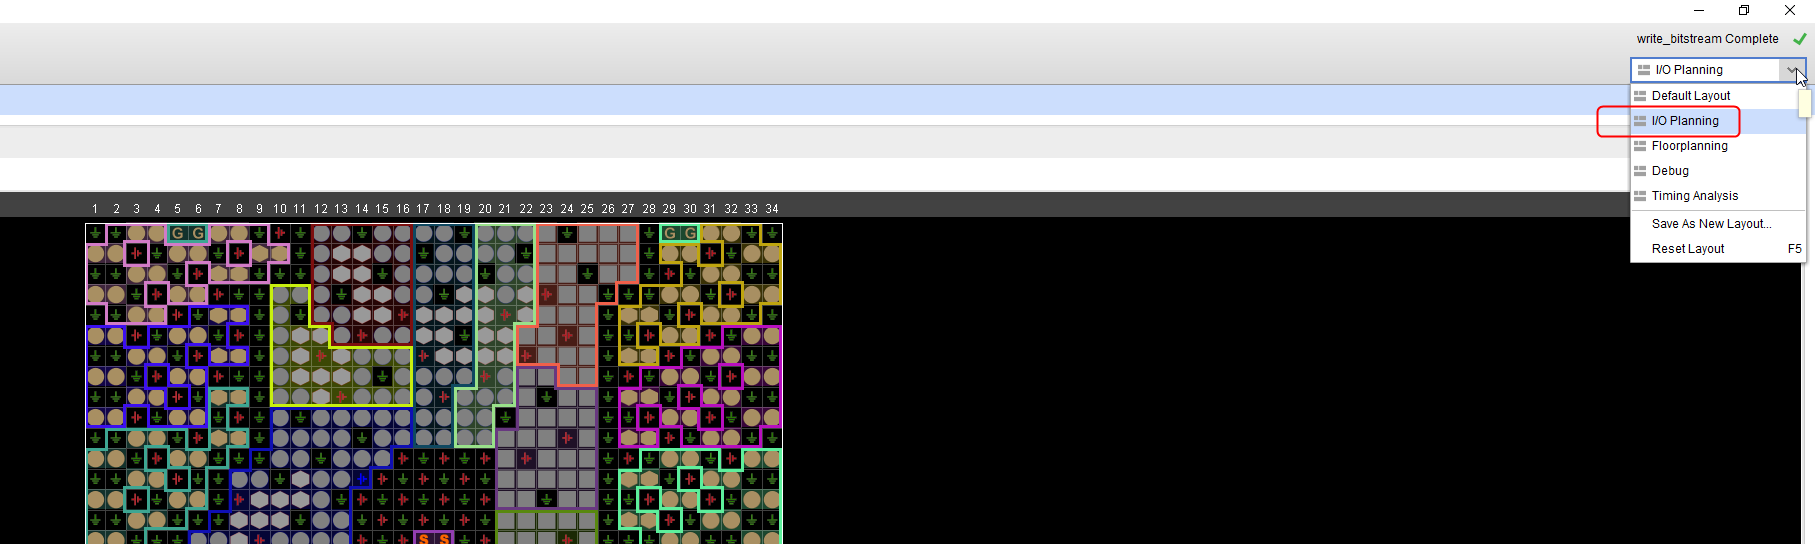 write_bitstream Complete
I/O Planning
Default Layout
I/O Planning
Floorplanning
Debug
Timing Analysis
Save As New Layout...
Reset Layout F5
1 2 3 4 5 6 7 8 9 10 11 12 13 14 15 16 17 18 19 20 21 22 23 24 25 26 27 28 29 30 31 32 33 34
G G G G
S S